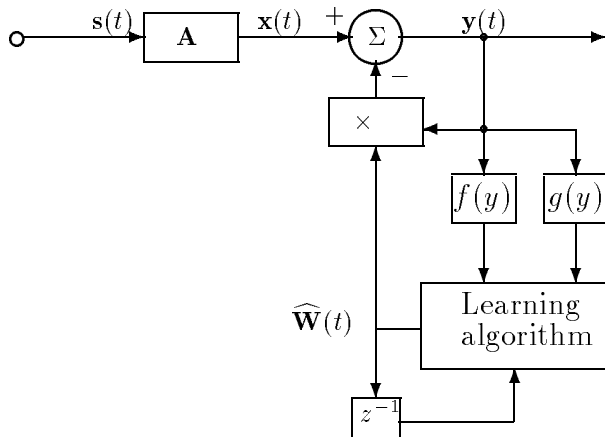 s(t) A x(t) + Σ y(t)
−
×
f(y) g(y)
Ŵ(t)
Learning
algorithm
z⁻¹